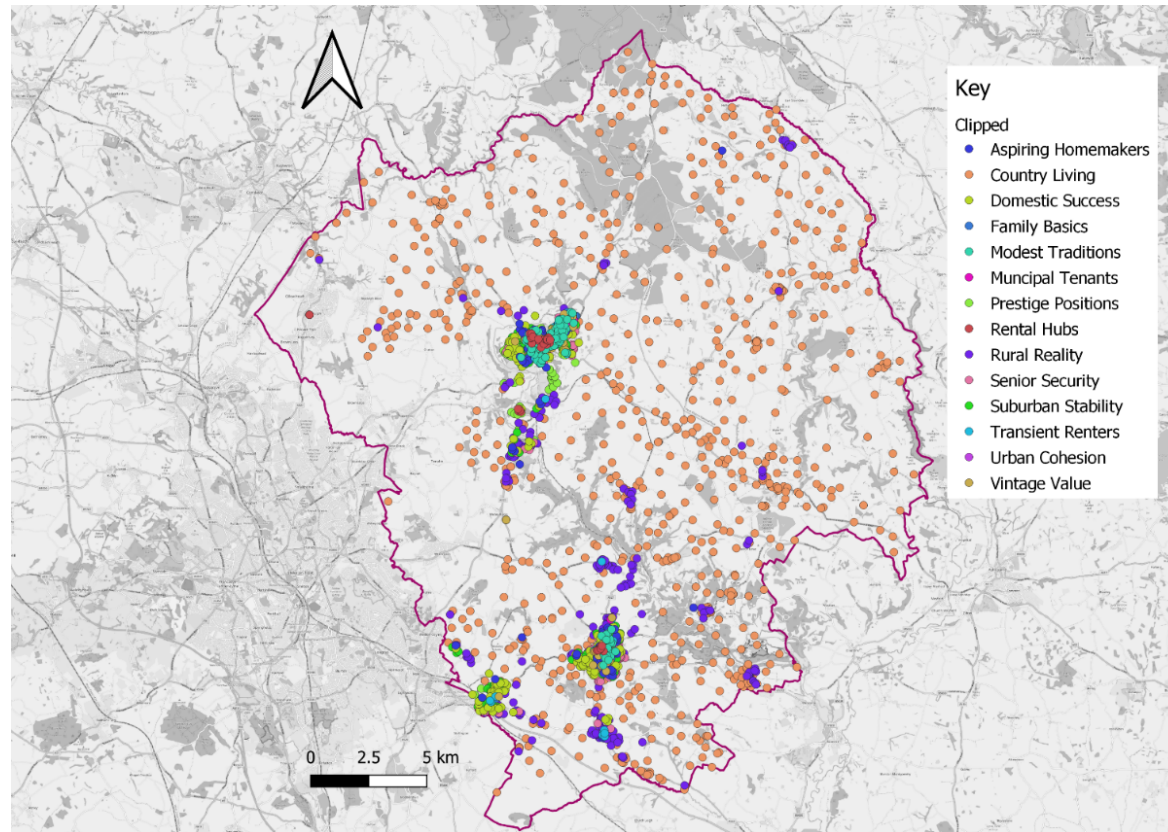 Key
Clipped
Aspiring Homemakers
Country Living
Domestic Success
Family Basics
Modest Traditions
Muncipal Tenants
Prestige Positions
Rental Hubs
Rural Reality
Senior Security
Suburban Stability
Transient Renters
Urban Cohesion
Vintage Value
0 2.5 5 km